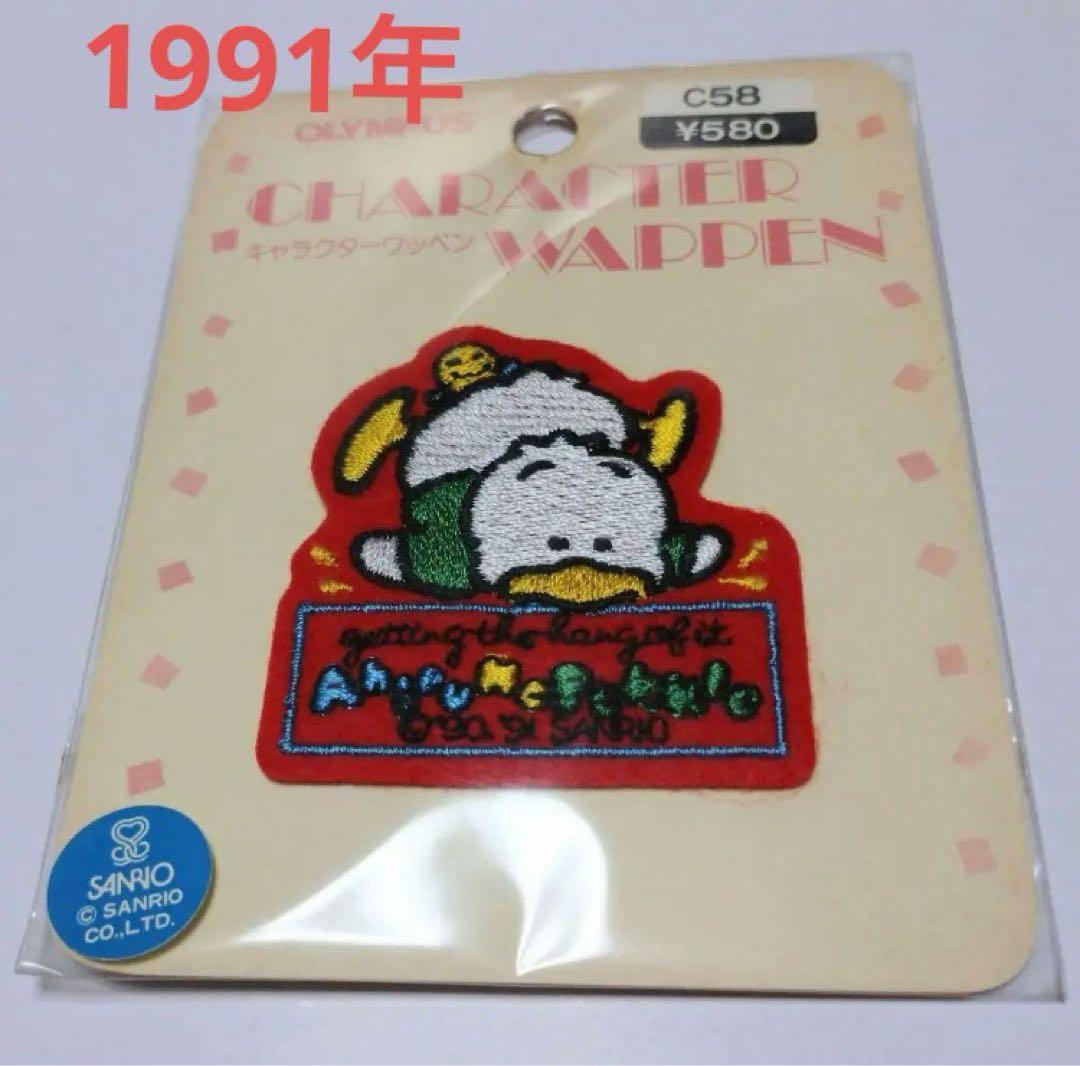 1991年
OLYMPUS
C58
¥580
CHARACTER
キャラクターワッペン WAPPEN
getting the hang of it
Ahiru no Pekkle
© '90, '91 SANRIO
SANRIO
© SANRIO
CO.,LTD.